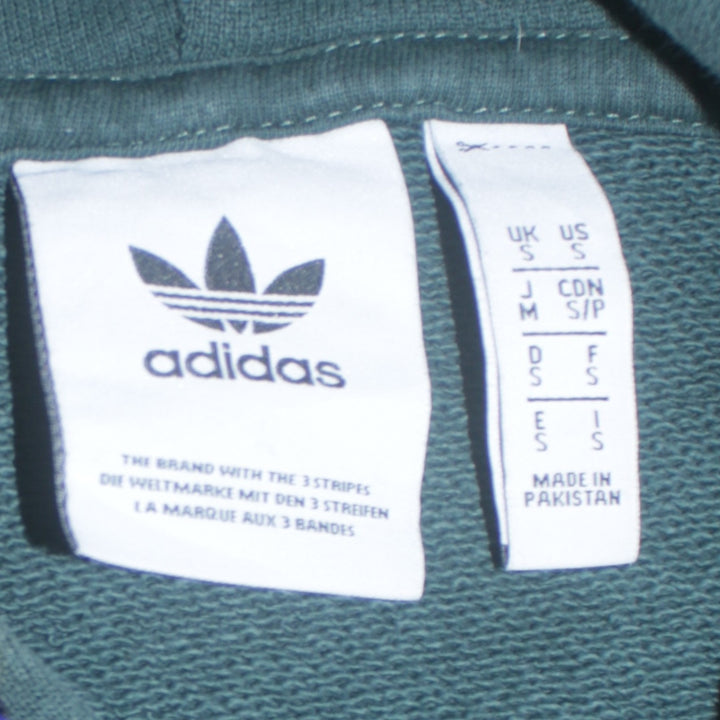 adidas
THE BRAND WITH THE 3 STRIPES
DIE WELTMARKE MIT DEN 3 STREIFEN
LA MARQUE AUX 3 BANDES
UK US
S S
J CDN
M S/P
D F
S S
E I
S S
MADE IN
PAKISTAN